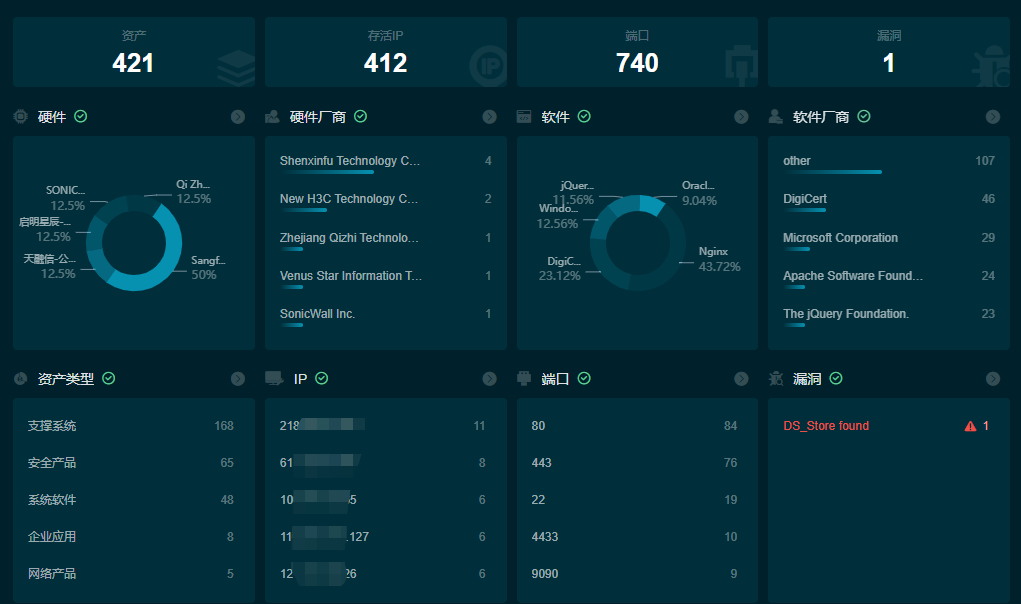 资产
421
存活IP
412
端口
740
漏洞
1
硬件
硬件厂商
软件
软件厂商
Qi Zh...
12.5%
SONIC...
12.5%
启明星辰-...
12.5%
天融信-公...
12.5%
Sangf...
50%
Shenxinfu Technology C... 4
New H3C Technology C... 2
Zhejiang Qizhi Technolo... 1
Venus Star Information T... 1
SonicWall Inc. 1
jQuer...
11.56%
Oracl...
9.04%
Windo...
12.56%
DigiC...
23.12%
Nginx
43.72%
other 107
DigiCert 46
Microsoft Corporation 29
Apache Software Found... 24
The jQuery Foundation. 23
资产类型
IP
端口
漏洞
支撑系统 168
安全产品 65
系统软件 48
企业应用 8
网络产品 5
218 11
61 8
10 6
11 .127 6
12 26 6
80 84
443 76
22 19
4433 10
9090 9
DS_Store found 1